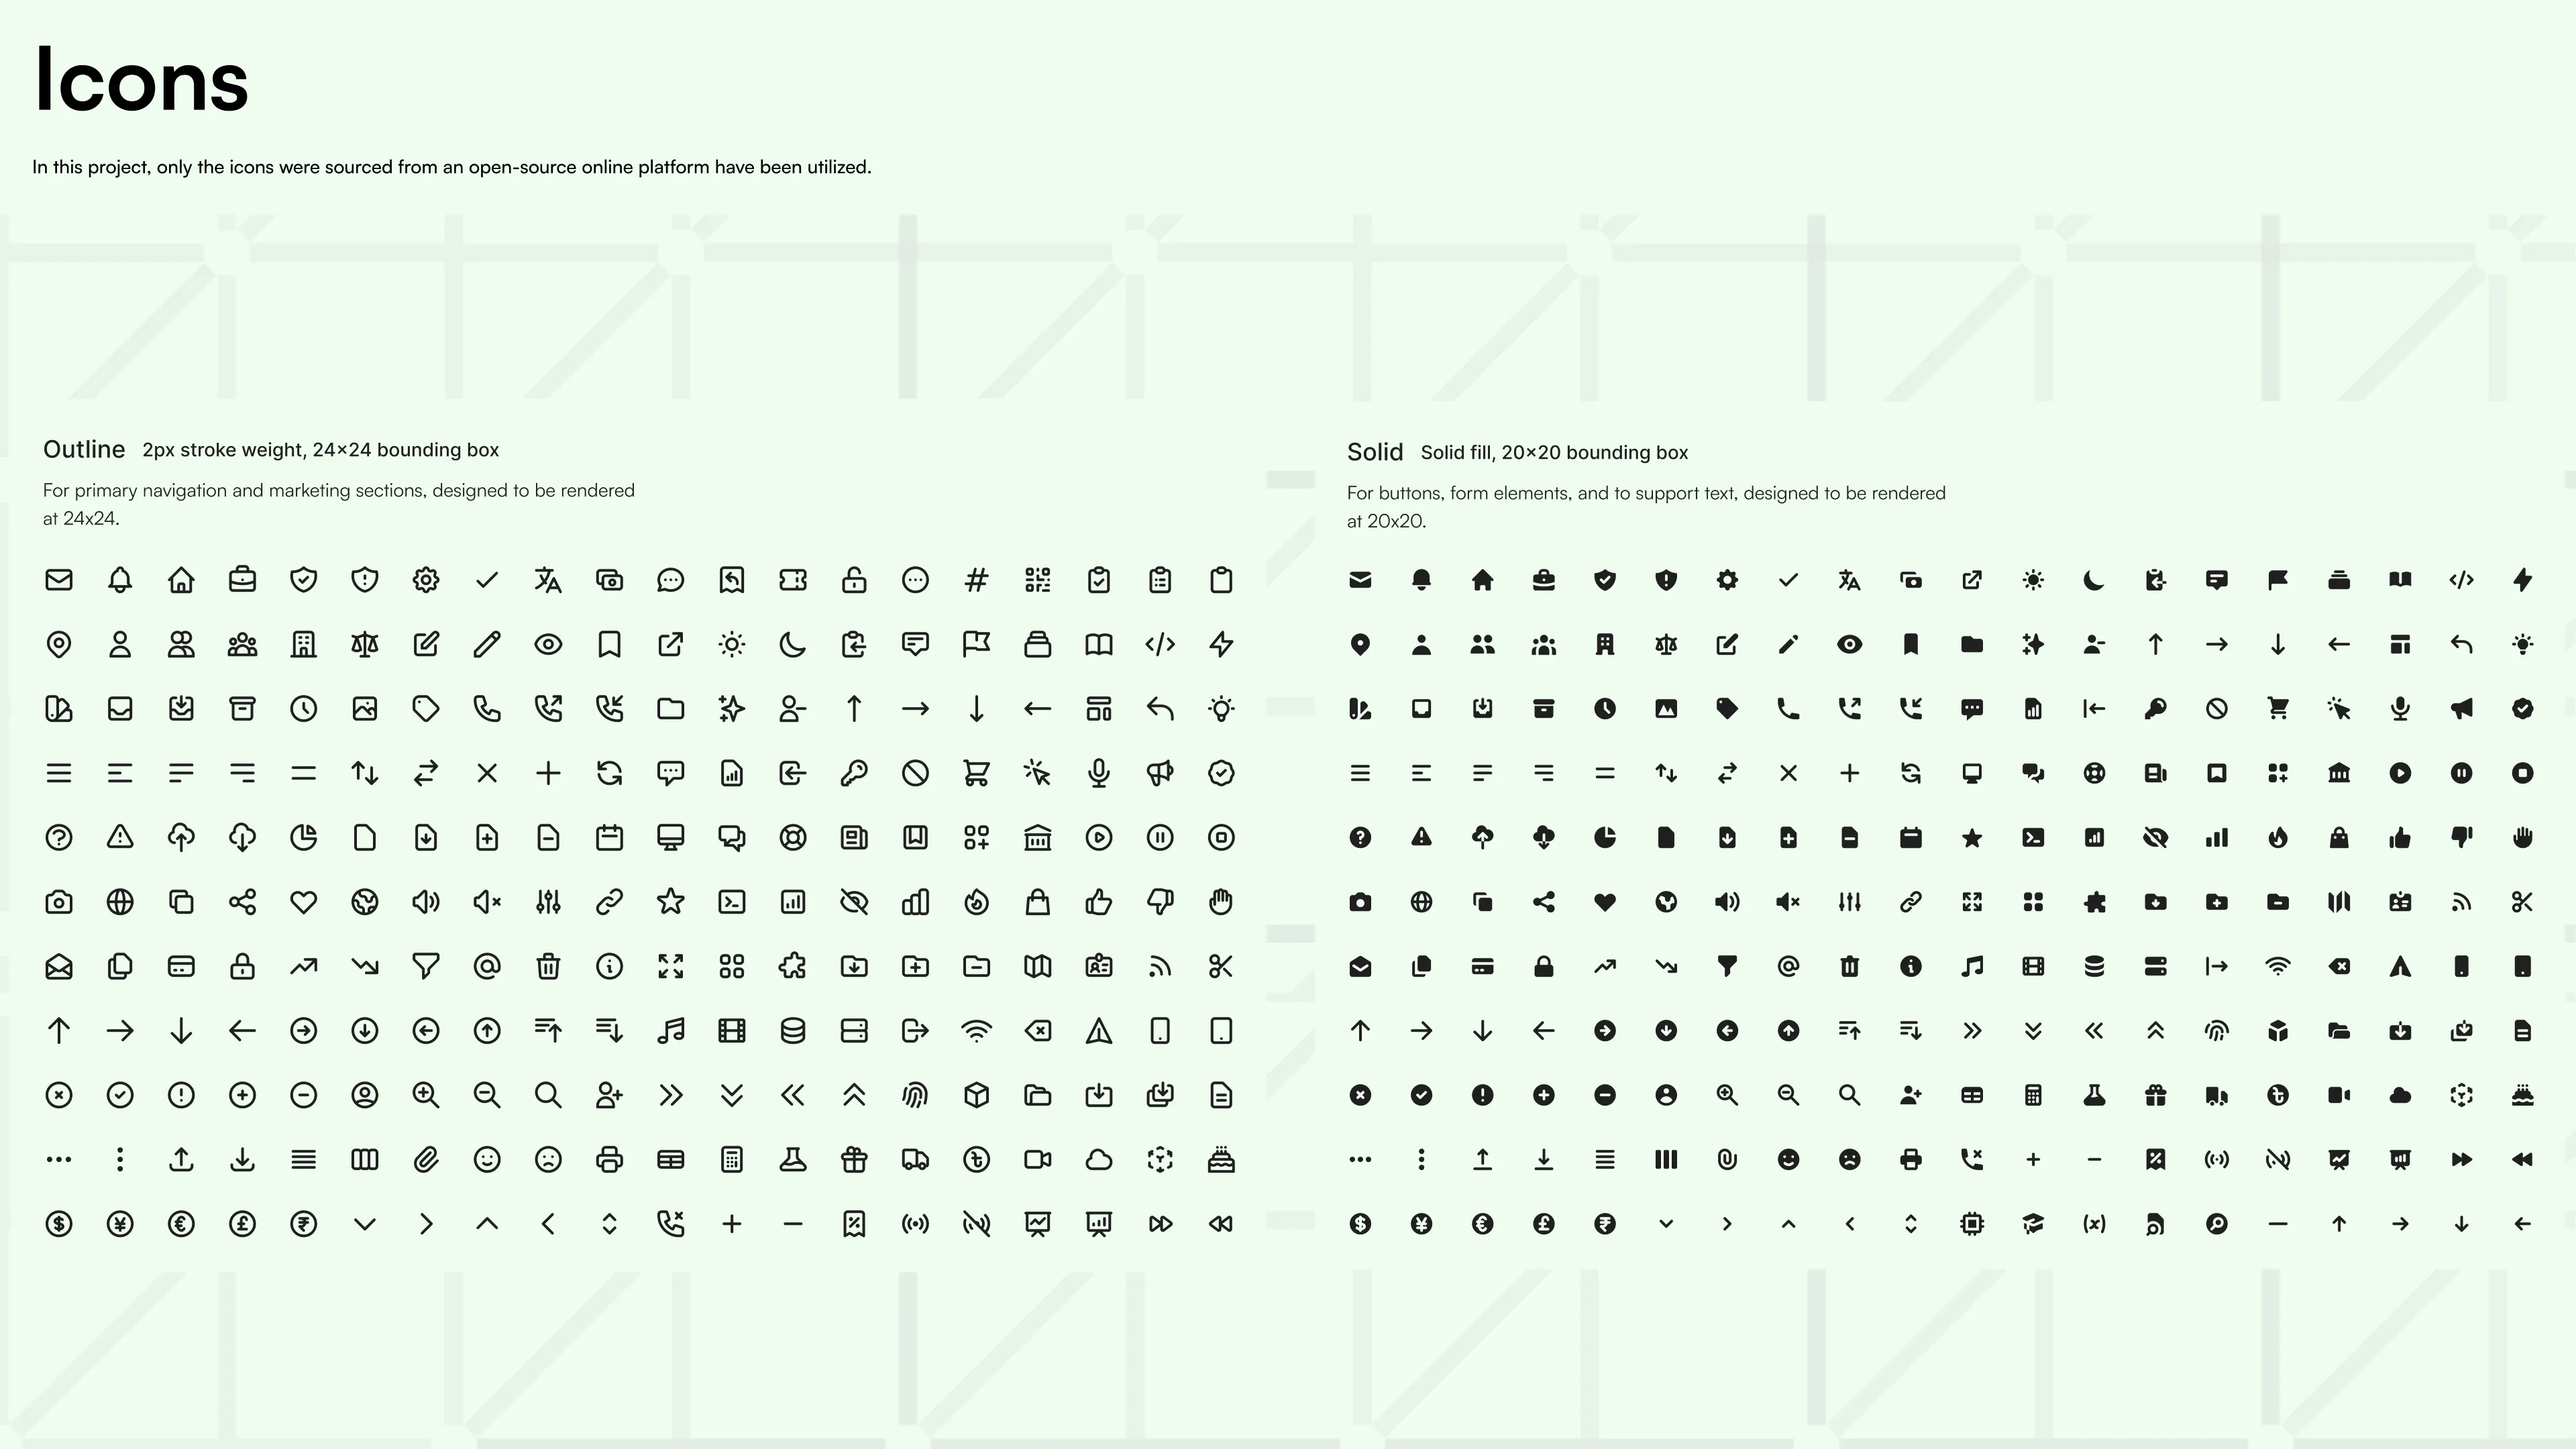 Icons
In this project, only the icons were sourced from an open-source online platform have been utilized.
Outline 2px stroke weight, 24×24 bounding box
For primary navigation and marketing sections, designed to be rendered
at 24x24.
Solid Solid fill, 20×20 bounding box
For buttons, form elements, and to support text, designed to be rendered
at 20x20.